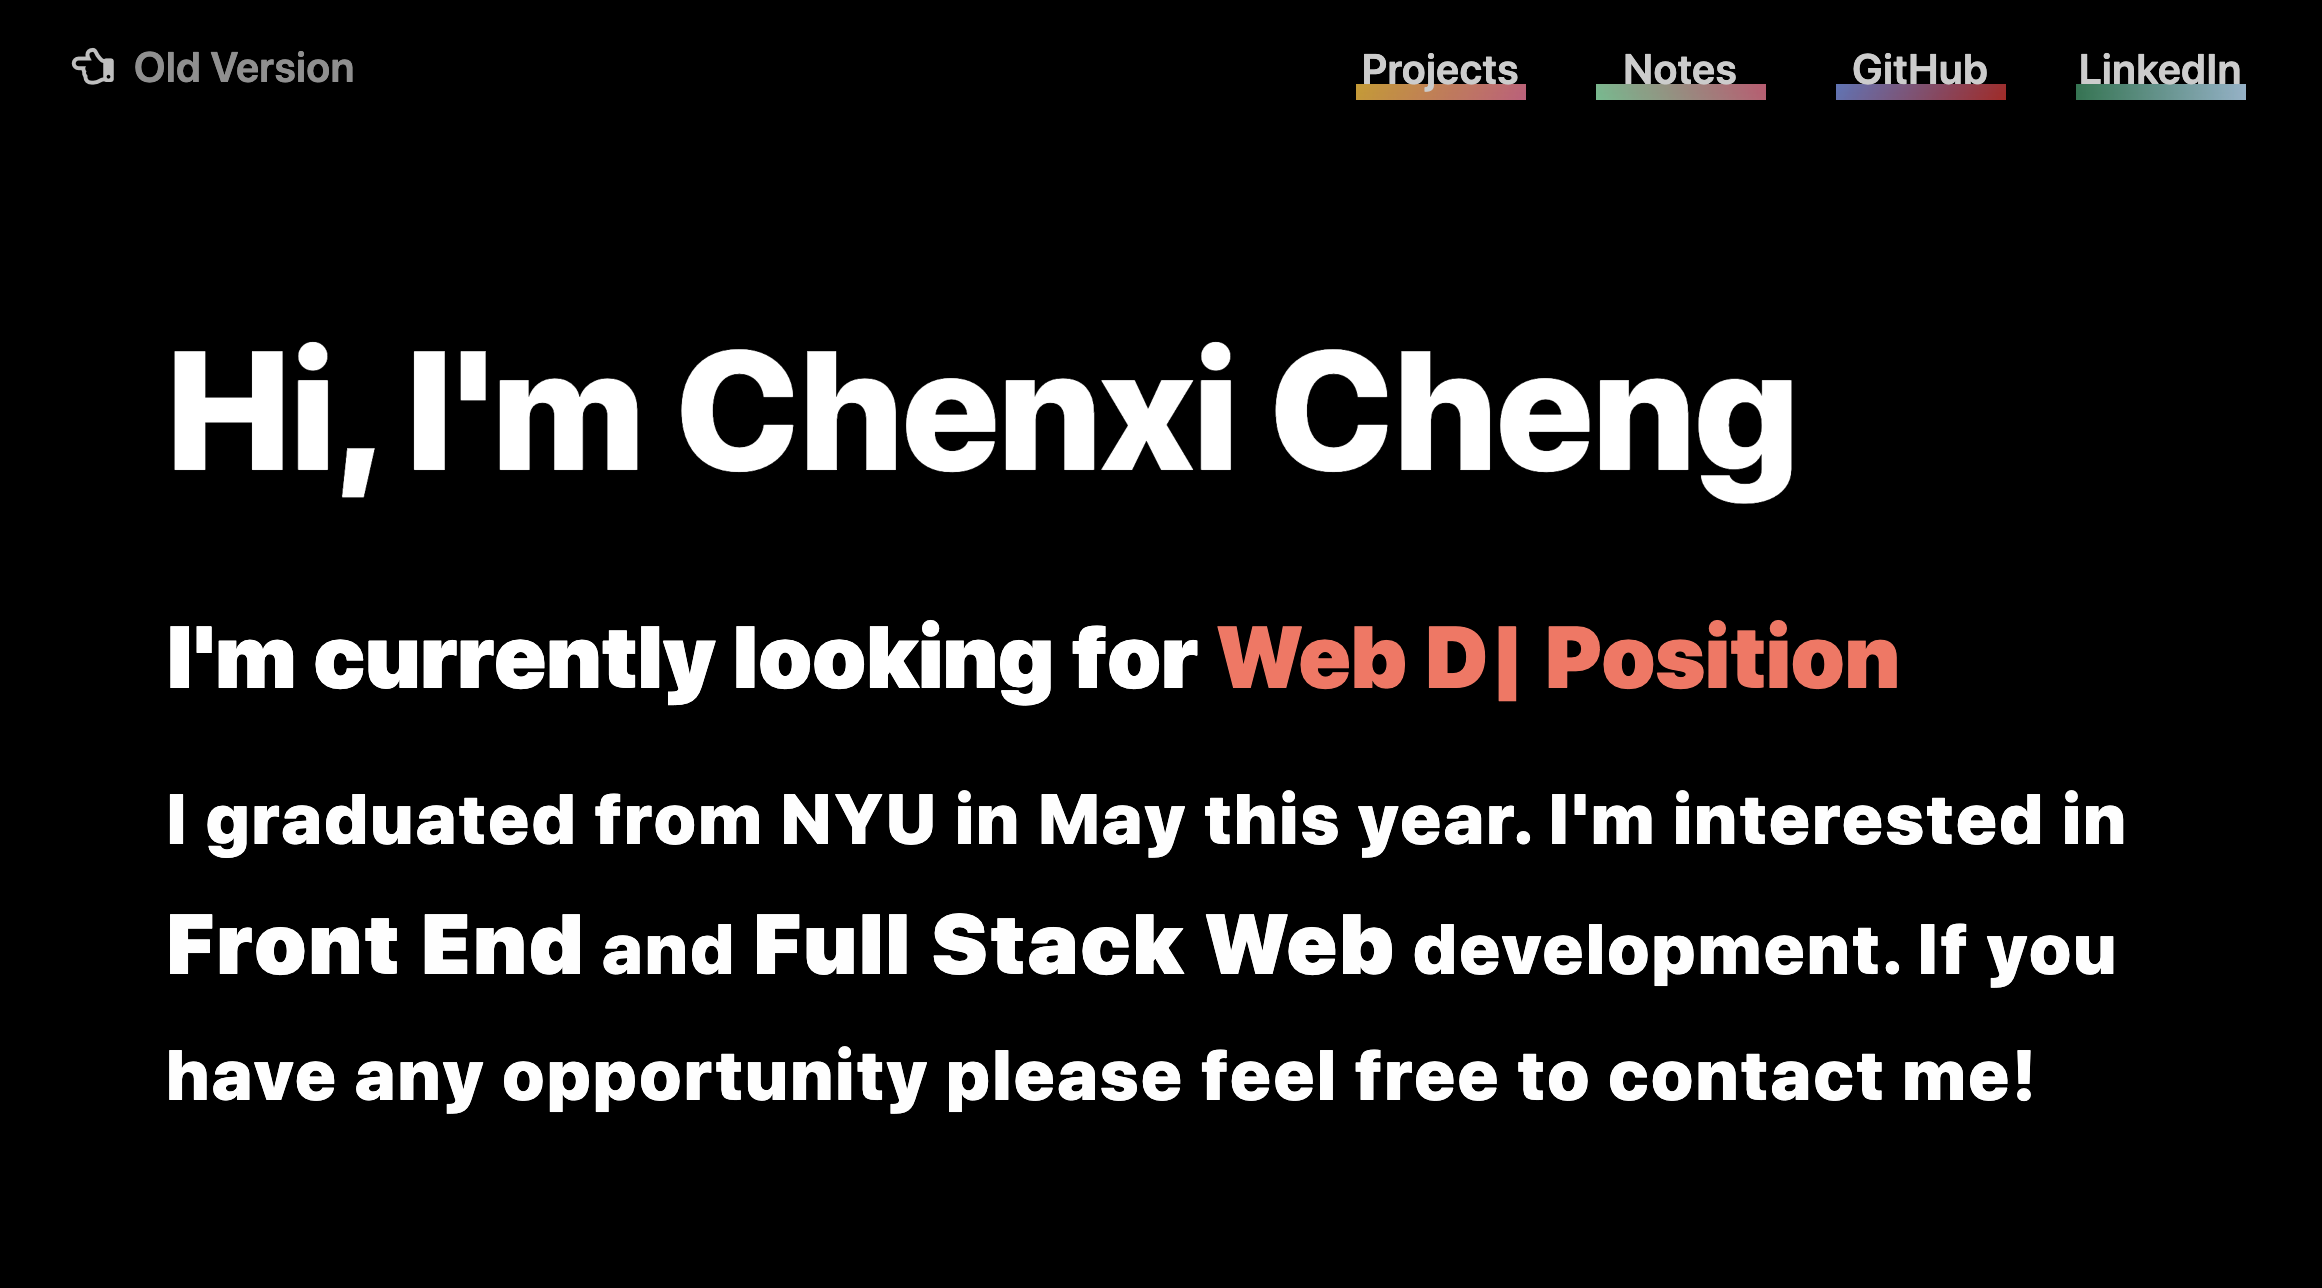 Old Version
Projects Notes GitHub LinkedIn
Hi, I'm Chenxi Cheng
I'm currently looking for Web D| Position
I graduated from NYU in May this year. I'm interested in
Front End and Full Stack Web development. If you
have any opportunity please feel free to contact me!